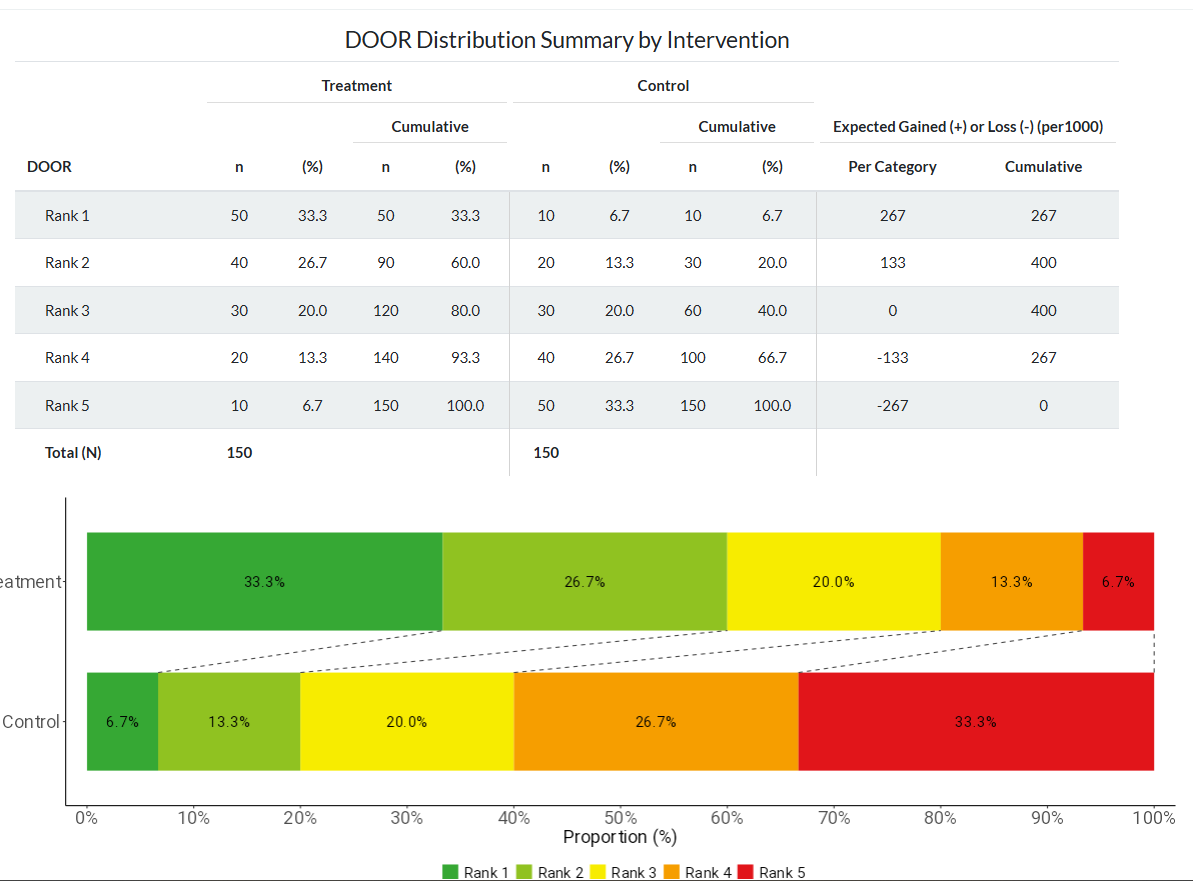 DOOR Distribution Summary by Intervention
Treatment Control
Cumulative Cumulative Expected Gained (+) or Loss (-) (per1000)
DOOR n (%) n (%) n (%) n (%) Per Category Cumulative
Rank 1 50 33.3 50 33.3 10 6.7 10 6.7 267 267
Rank 2 40 26.7 90 60.0 20 13.3 30 20.0 133 400
Rank 3 30 20.0 120 80.0 30 20.0 60 40.0 0 400
Rank 4 20 13.3 140 93.3 40 26.7 100 66.7 -133 267
Rank 5 10 6.7 150 100.0 50 33.3 150 100.0 -267 0
Total (N) 150 150
eatment 33.3% 26.7% 20.0% 13.3% 6.7%
Control 6.7% 13.3% 20.0% 26.7% 33.3%
0% 10% 20% 30% 40% 50% 60% 70% 80% 90% 100%
Proportion (%)
Rank 1 Rank 2 Rank 3 Rank 4 Rank 5